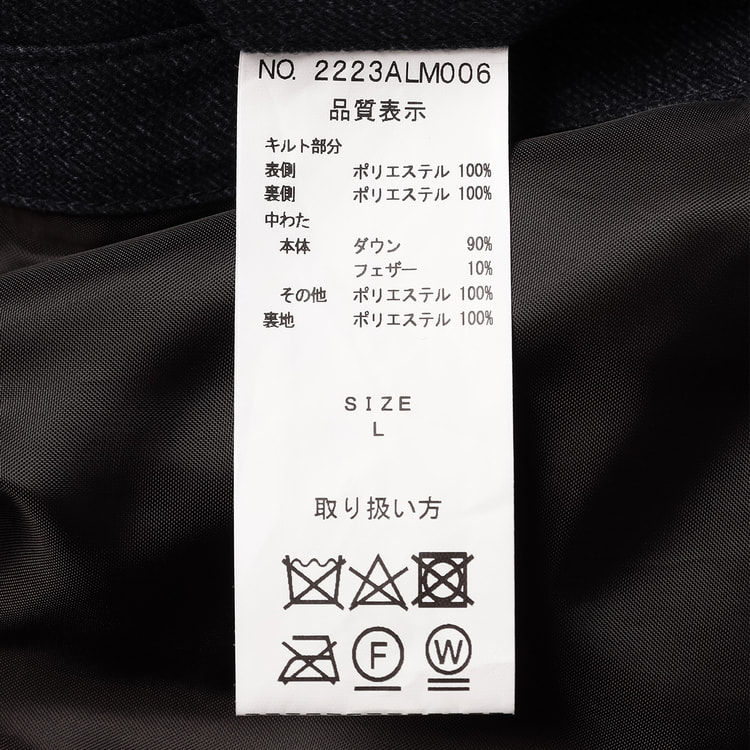 NO. 2223ALM006
品質表示
キルト部分
表側 ポリエステル 100%
裏側 ポリエステル 100%
中わた
本体 ダウン 90%
フェザー 10%
その他 ポリエステル 100%
裏地 ポリエステル 100%
SIZE
L
取り扱い方
F W